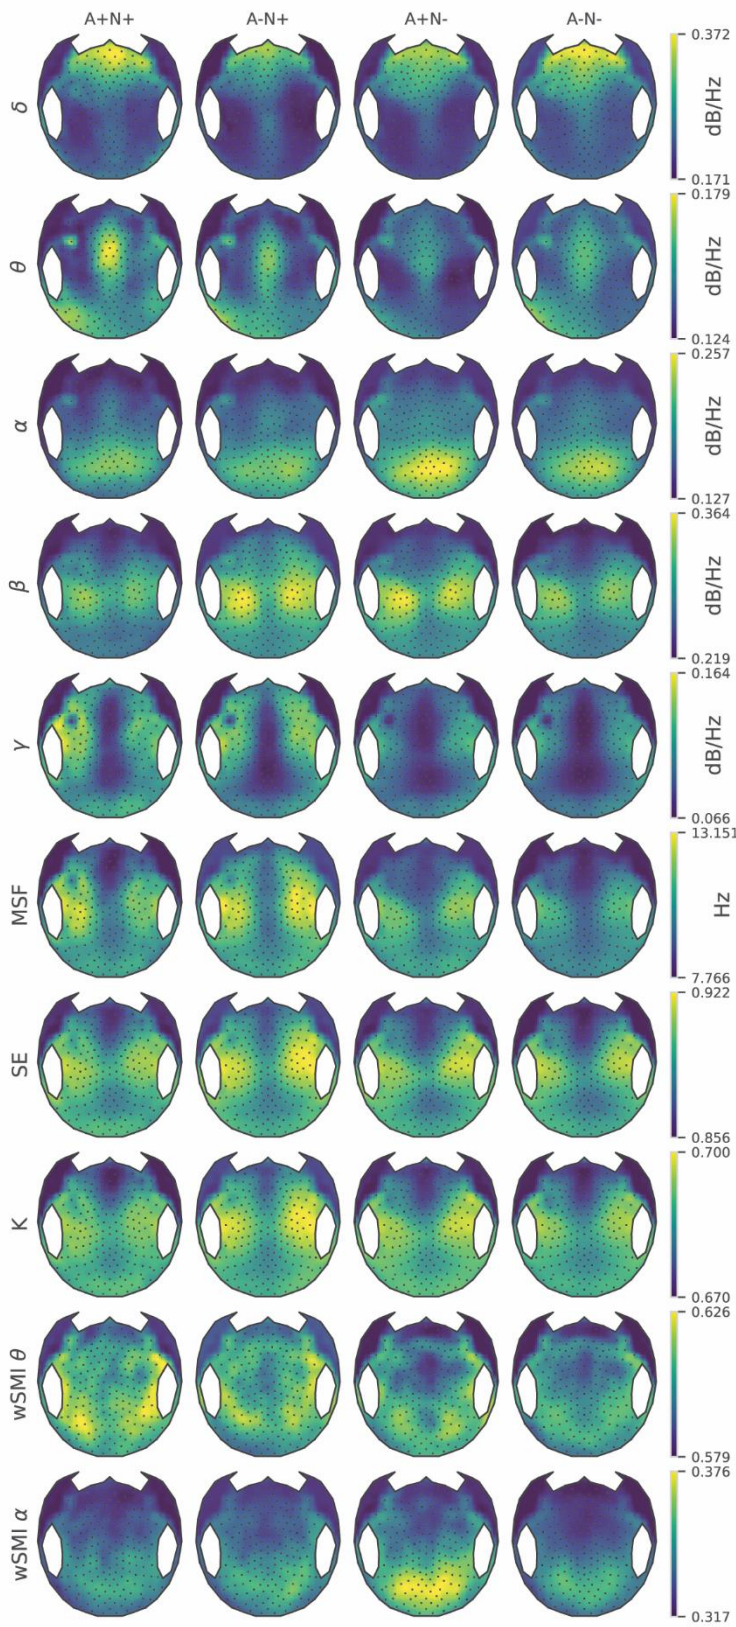 A+N+ A-N+ A+N- A-N-
δ 0.372 dB/Hz 0.171
θ 0.179 dB/Hz 0.124
α 0.257 dB/Hz 0.127
β 0.364 dB/Hz 0.219
γ 0.164 dB/Hz 0.066
MSF 13.151 Hz 7.766
SE 0.922 0.856
K 0.700 0.670
wSMI θ 0.626 0.579
wSMI α 0.376 0.317